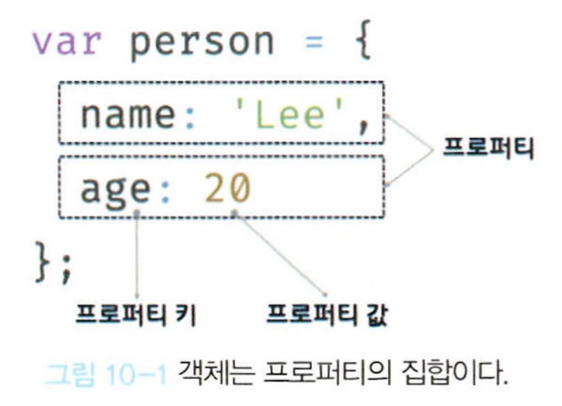 var person = {
name: 'Lee',
프로퍼티
age: 20
};
프로퍼티 키 프로퍼티 값
그림 10-1 객체는 프로퍼티의 집합이다.